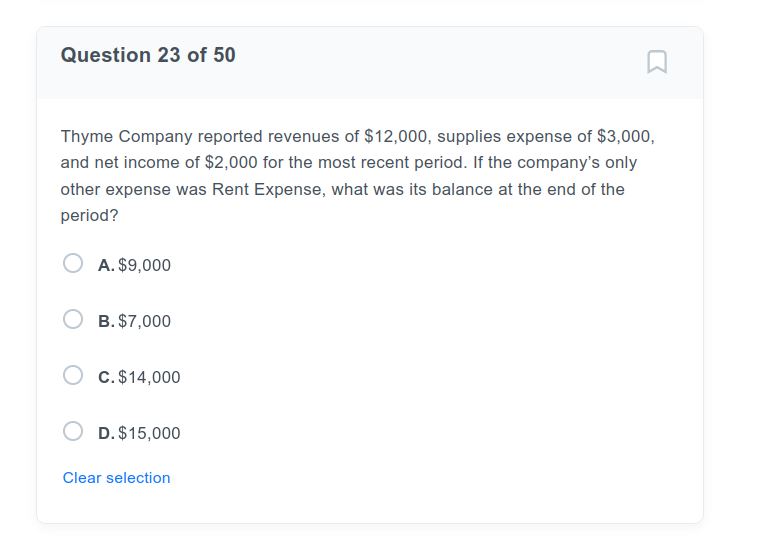 Question 23 of 50
Thyme Company reported revenues of $12,000, supplies expense of $3,000,
and net income of $2,000 for the most recent period. If the company’s only
other expense was Rent Expense, what was its balance at the end of the
period?
A. $9,000
B. $7,000
C. $14,000
D. $15,000
Clear selection